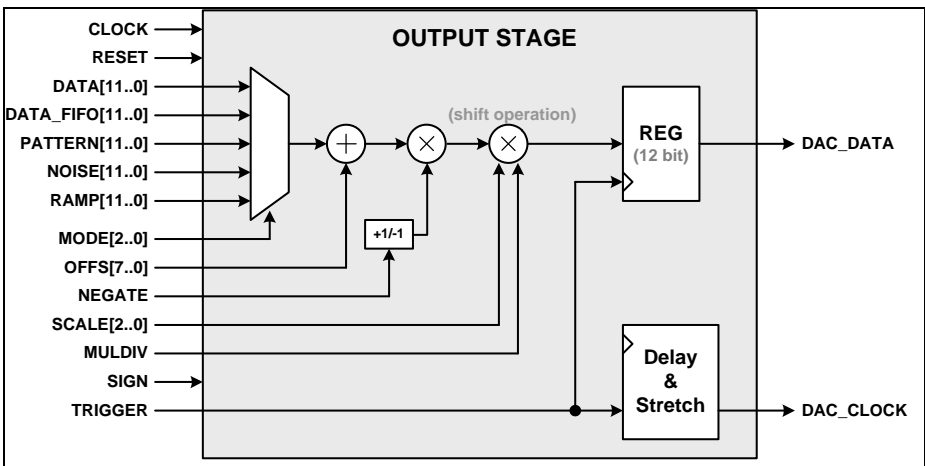 CLOCK
OUTPUT STAGE
RESET
DATA[11..0]
DATA_FIFO[11..0]
(shift operation)
PATTERN[11..0]
REG
(12 bit)
DAC_DATA
NOISE[11..0]
RAMP[11..0]
MODE[2..0]
+1/-1
OFFS[7..0]
NEGATE
SCALE[2..0]
MULDIV
SIGN
TRIGGER
Delay
&
Stretch
DAC_CLOCK